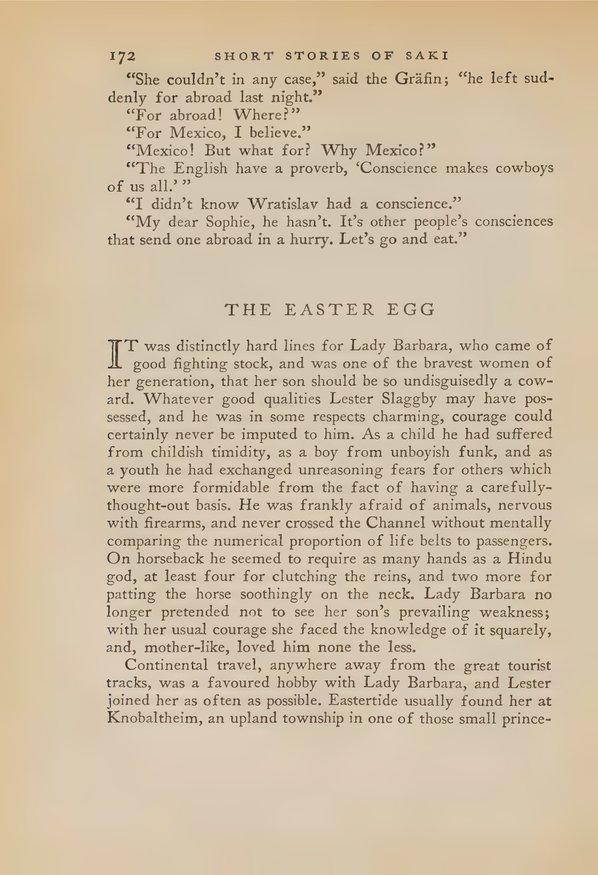 172 SHORT STORIES OF SAKI
“She couldn’t in any case,” said the Gräfin; “he left sud-
denly for abroad last night.”
“For abroad! Where?”
“For Mexico, I believe.”
“Mexico! But what for? Why Mexico?”
“The English have a proverb, ‘Conscience makes cowboys
of us all.’ ”
“I didn’t know Wratislav had a conscience.”
“My dear Sophie, he hasn’t. It’s other people’s consciences
that send one abroad in a hurry. Let’s go and eat.”
THE EASTER EGG
IT was distinctly hard lines for Lady Barbara, who came of
good fighting stock, and was one of the bravest women of
her generation, that her son should be so undisguisedly a cow-
ard. Whatever good qualities Lester Slaggby may have pos-
sessed, and he was in some respects charming, courage could
certainly never be imputed to him. As a child he had suffered
from childish timidity, as a boy from unboyish funk, and as
a youth he had exchanged unreasoning fears for others which
were more formidable from the fact of having a carefully-
thought-out basis. He was frankly afraid of animals, nervous
with firearms, and never crossed the Channel without mentally
comparing the numerical proportion of life belts to passengers.
On horseback he seemed to require as many hands as a Hindu
god, at least four for clutching the reins, and two more for
patting the horse soothingly on the neck. Lady Barbara no
longer pretended not to see her son’s prevailing weakness;
with her usual courage she faced the knowledge of it squarely,
and, mother-like, loved him none the less.
Continental travel, anywhere away from the great tourist
tracks, was a favoured hobby with Lady Barbara, and Lester
joined her as often as possible. Eastertide usually found her at
Knobaltheim, an upland township in one of those small prince-